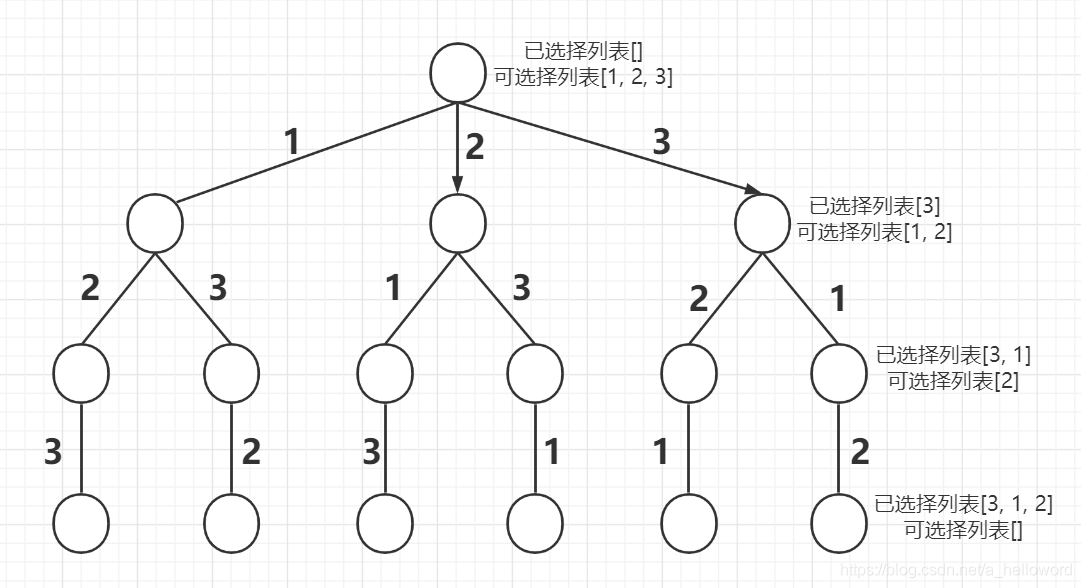 已选择列表[]
可选择列表[1, 2, 3]
1
2
3
已选择列表[3]
可选择列表[1, 2]
2
3
1
3
2
1
已选择列表[3, 1]
可选择列表[2]
3
2
3
1
1
2
已选择列表[3, 1, 2]
可选择列表[]
https://blog.csdn.net/a_helloword